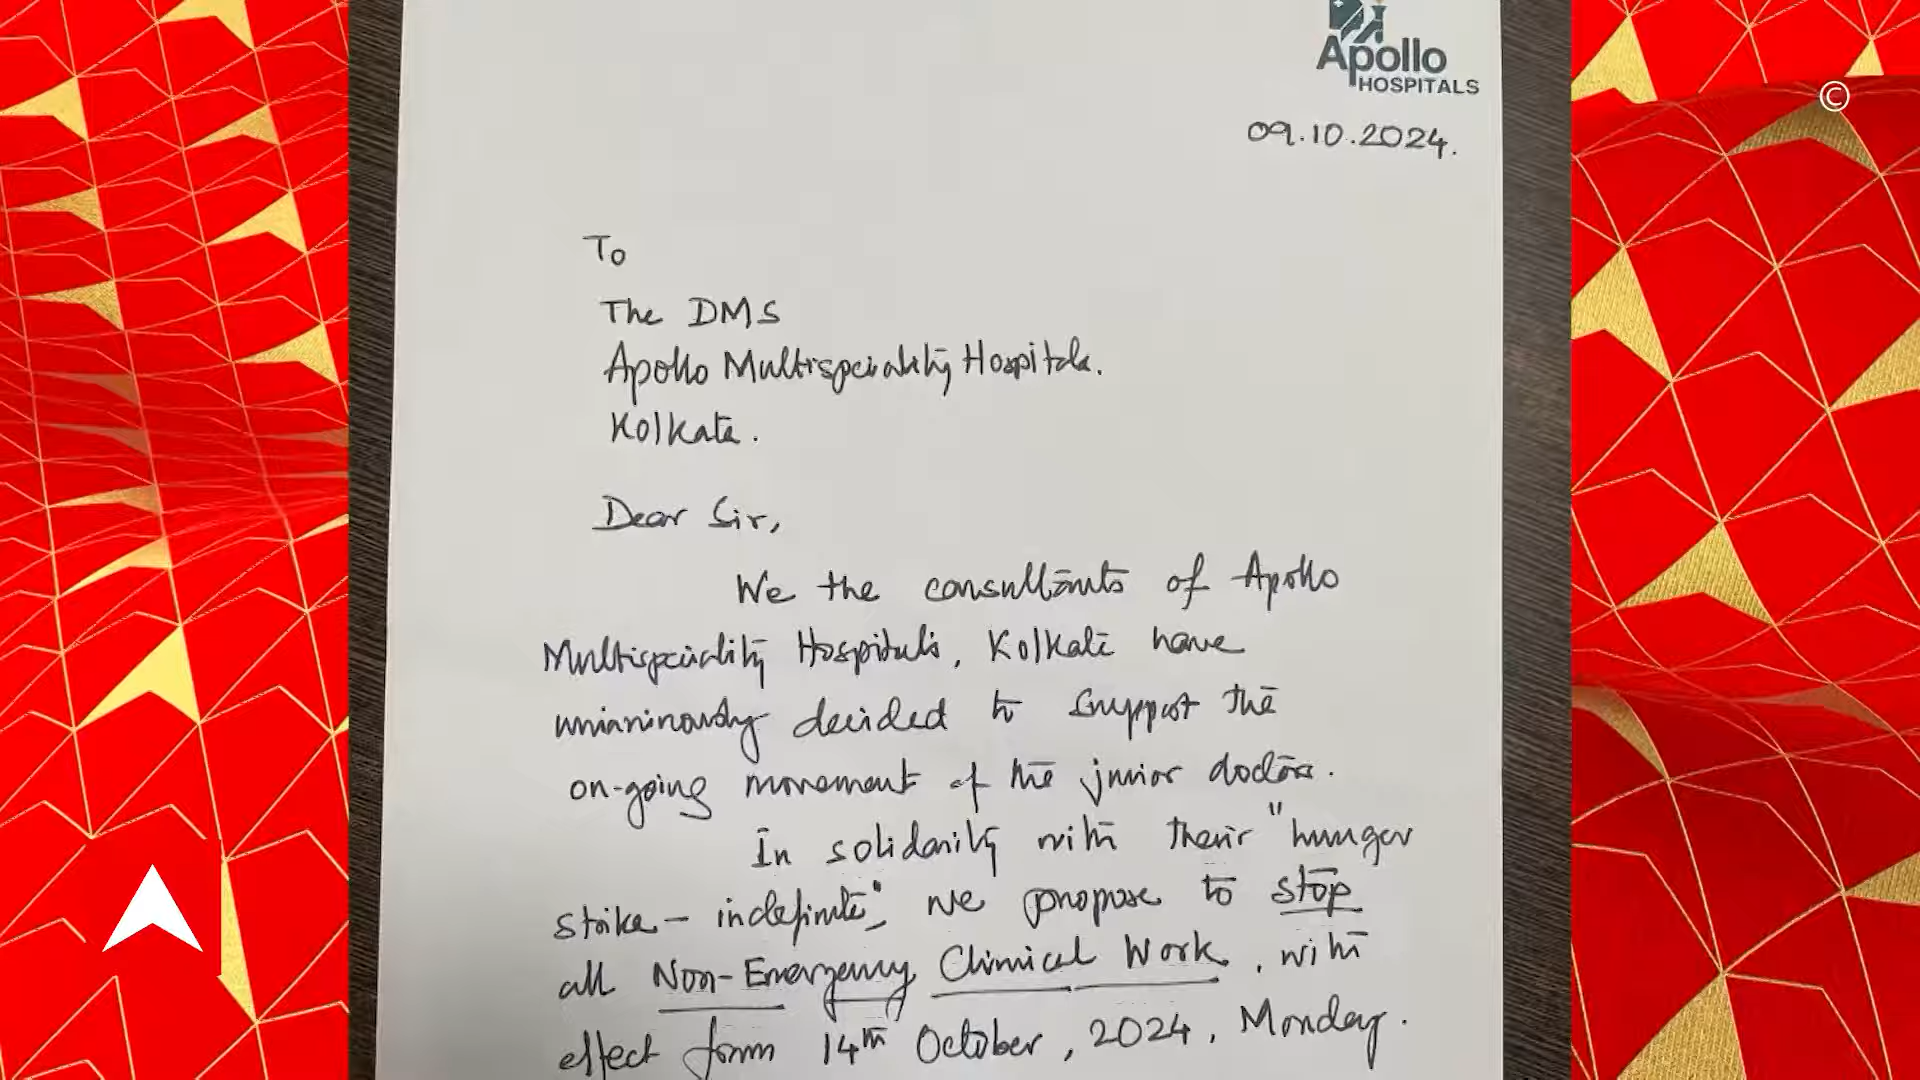 Apollo
HOSPITALS
©
09.10.2024.
To
The DMS
Apollo Multispeciality Hospitals.
Kolkata.
Dear Sir,
We the consultants of Apollo
Multispeciality Hospitals, Kolkata have
unianimously decided to support the
on-going movement of the junior doctors.
In solidarity with their "hunger
strike - indefinite", we propose to stop
all Non-Emergency Clinical Work, with
effect form 14th October, 2024, Monday.